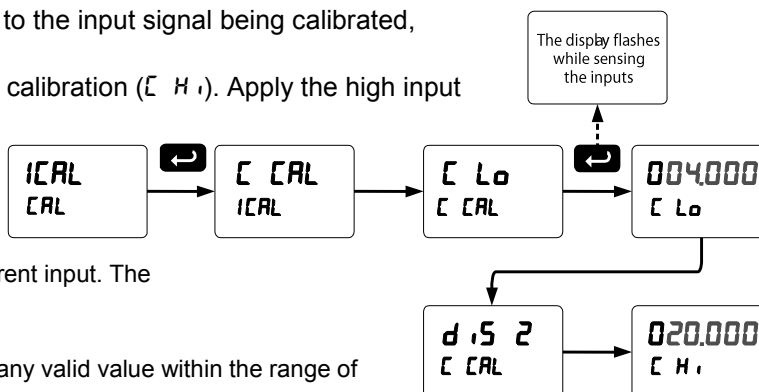 to the input signal being calibrated,
The display flashes
while sensing
the inputs
calibration (C Hi). Apply the high input
ICAL
CAL
C CAL
ICAL
C Lo
C CAL
004.000
C Lo
rent input. The
diS 2
C CAL
020.000
C Hi
any valid value within the range of